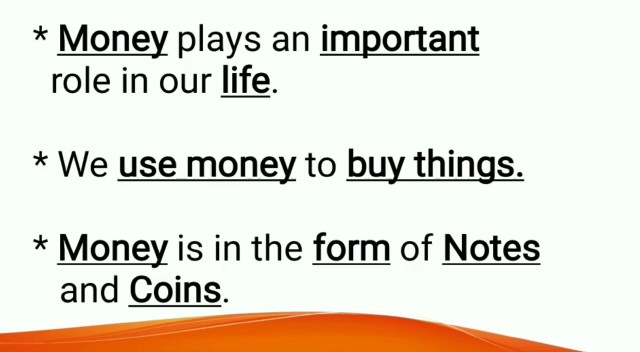 * Money plays an important
role in our life.
* We use money to buy things.
* Money is in the form of Notes
and Coins.